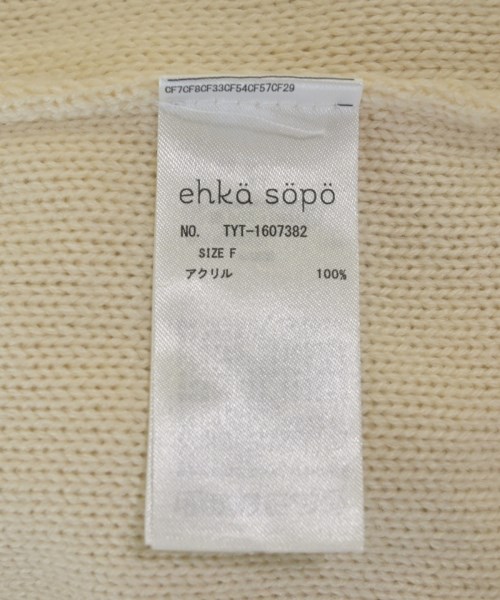 CF7CF8CF33CF54CF57CF29
ehkä söpö
NO. TYT-1607382
SIZE F
アクリル 100%